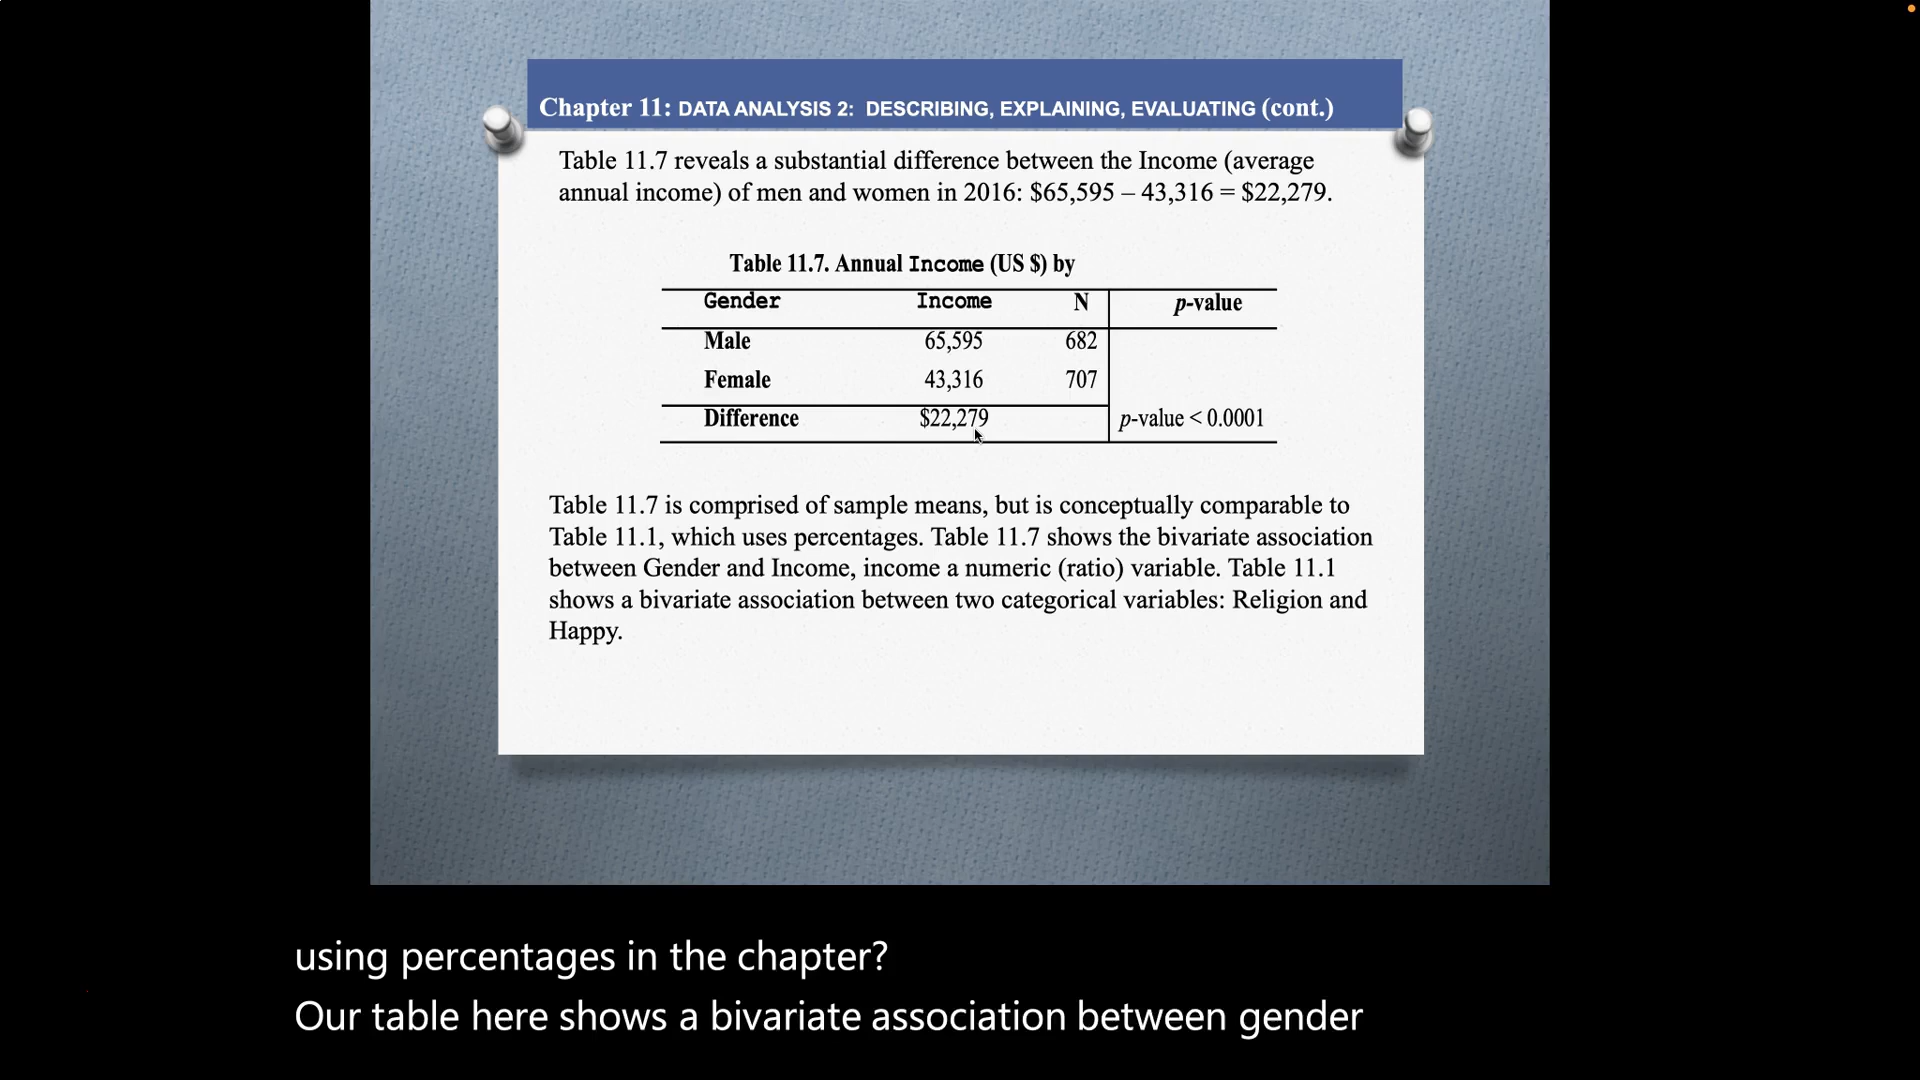 Chapter 11: DATA ANALYSIS 2: DESCRIBING, EXPLAINING, EVALUATING (cont.)
Table 11.7 reveals a substantial difference between the Income (average
annual income) of men and women in 2016: $65,595 – 43,316 = $22,279.
Table 11.7. Annual Income (US $) by
Gender Income N p-value
Male 65,595 682
Female 43,316 707
Difference $22,279 p-value < 0.0001
Table 11.7 is comprised of sample means, but is conceptually comparable to
Table 11.1, which uses percentages. Table 11.7 shows the bivariate association
between Gender and Income, income a numeric (ratio) variable. Table 11.1
shows a bivariate association between two categorical variables: Religion and
Happy.
using percentages in the chapter?
Our table here shows a bivariate association between gender